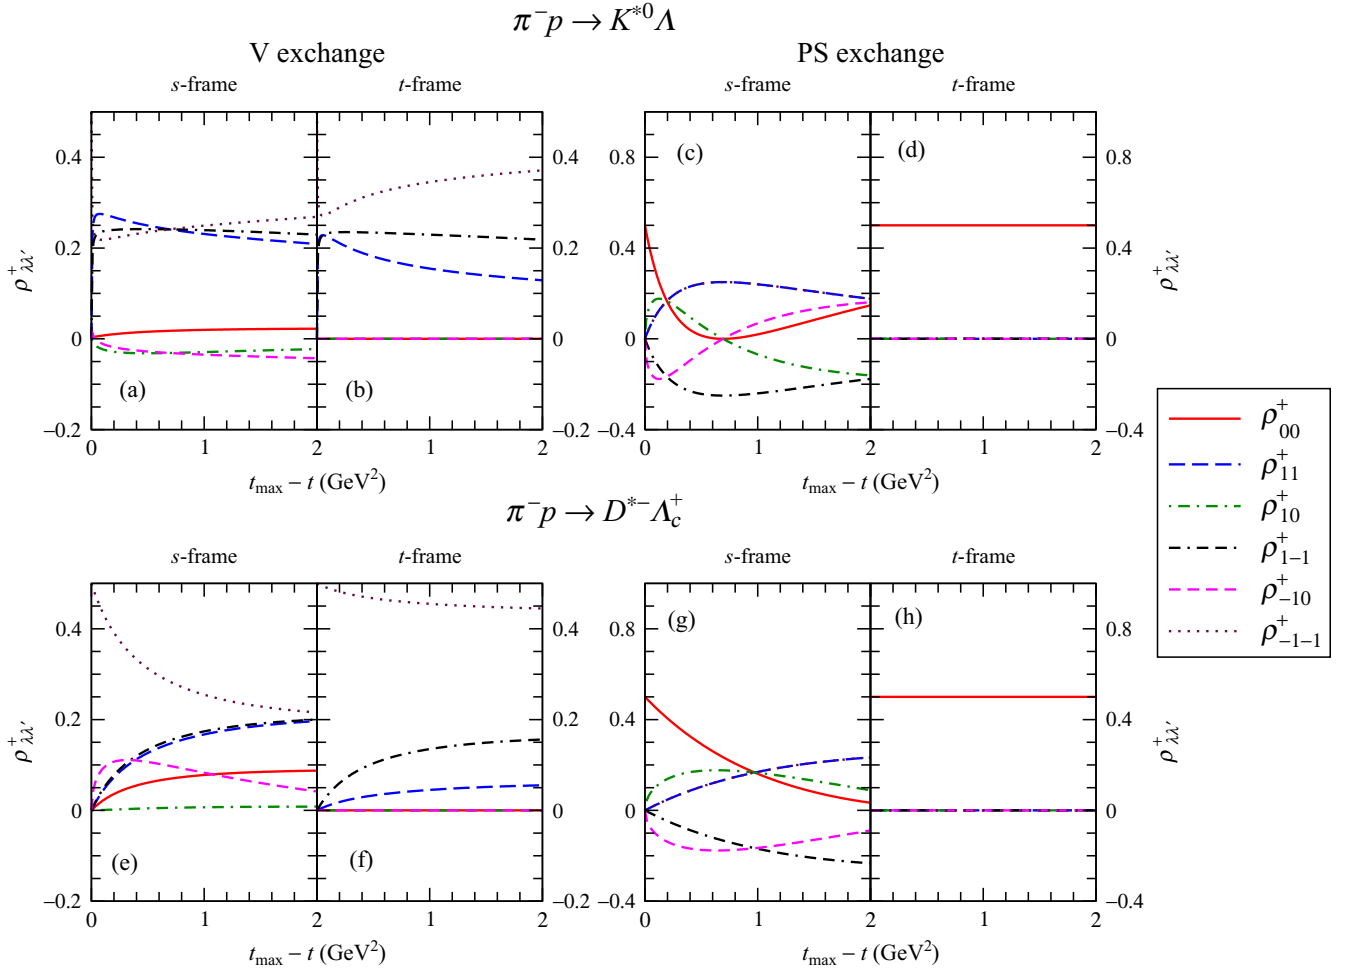 π⁻p → K*⁰Λ
V exchange PS exchange
s-frame t-frame s-frame t-frame
(a) (b) (c) (d)
0.4 0.2 0 −0.2
0.4 0.2 0 −0.2
0.8 0.4 0 −0.4
0.8 0.4 0 −0.4
ρ⁺λλ′ ρ⁺λλ′
0 1 2 1 2 0 1 2 1 2
t_max − t (GeV²) t_max − t (GeV²)
ρ⁺₀₀
ρ⁺₁₁
ρ⁺₁₀
ρ⁺₁₋₁
ρ⁺₋₁₀
ρ⁺₋₁₋₁
π⁻p → D*⁻Λc⁺
s-frame t-frame s-frame t-frame
(e) (f) (g) (h)
0.4 0.2 0 −0.2
0.4 0.2 0 −0.2
0.8 0.4 0 −0.4
0.8 0.4 0 −0.4
ρ⁺λλ′ ρ⁺λλ′
0 1 2 1 2 0 1 2 1 2
t_max − t (GeV²) t_max − t (GeV²)